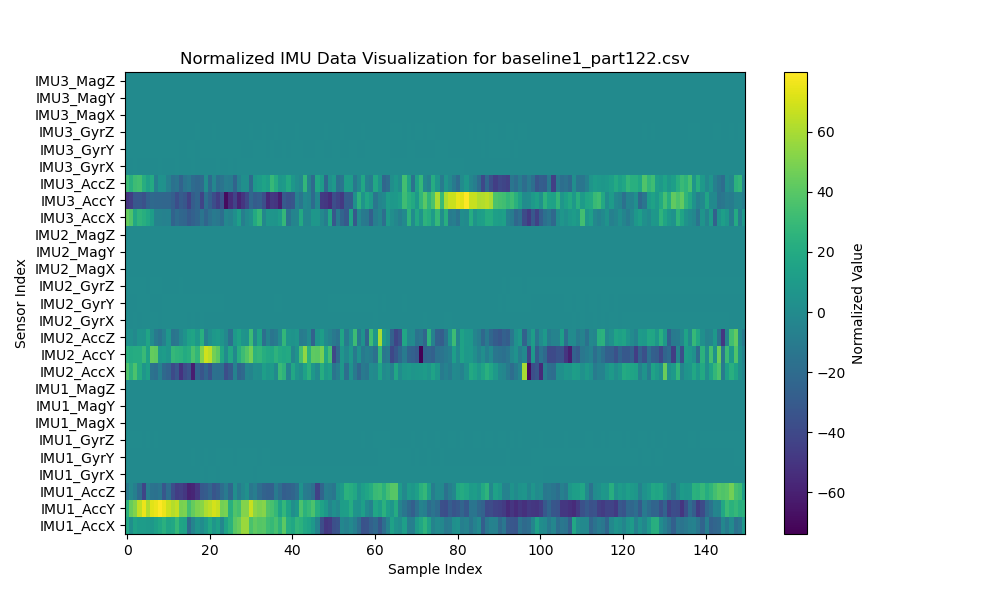 Normalized IMU Data Visualization for baseline1_part122.csv
IMU3_MagZ
IMU3_MagY
IMU3_MagX
IMU3_GyrZ
IMU3_GyrY
IMU3_GyrX
IMU3_AccZ
IMU3_AccY
IMU3_AccX
IMU2_MagZ
IMU2_MagY
IMU2_MagX
IMU2_GyrZ
IMU2_GyrY
IMU2_GyrX
IMU2_AccZ
IMU2_AccY
IMU2_AccX
IMU1_MagZ
IMU1_MagY
IMU1_MagX
IMU1_GyrZ
IMU1_GyrY
IMU1_GyrX
IMU1_AccZ
IMU1_AccY
IMU1_AccX
Sensor Index
0 20 40 60 80 100 120 140
Sample Index
60
40
20
0
−20
−40
−60
Normalized Value